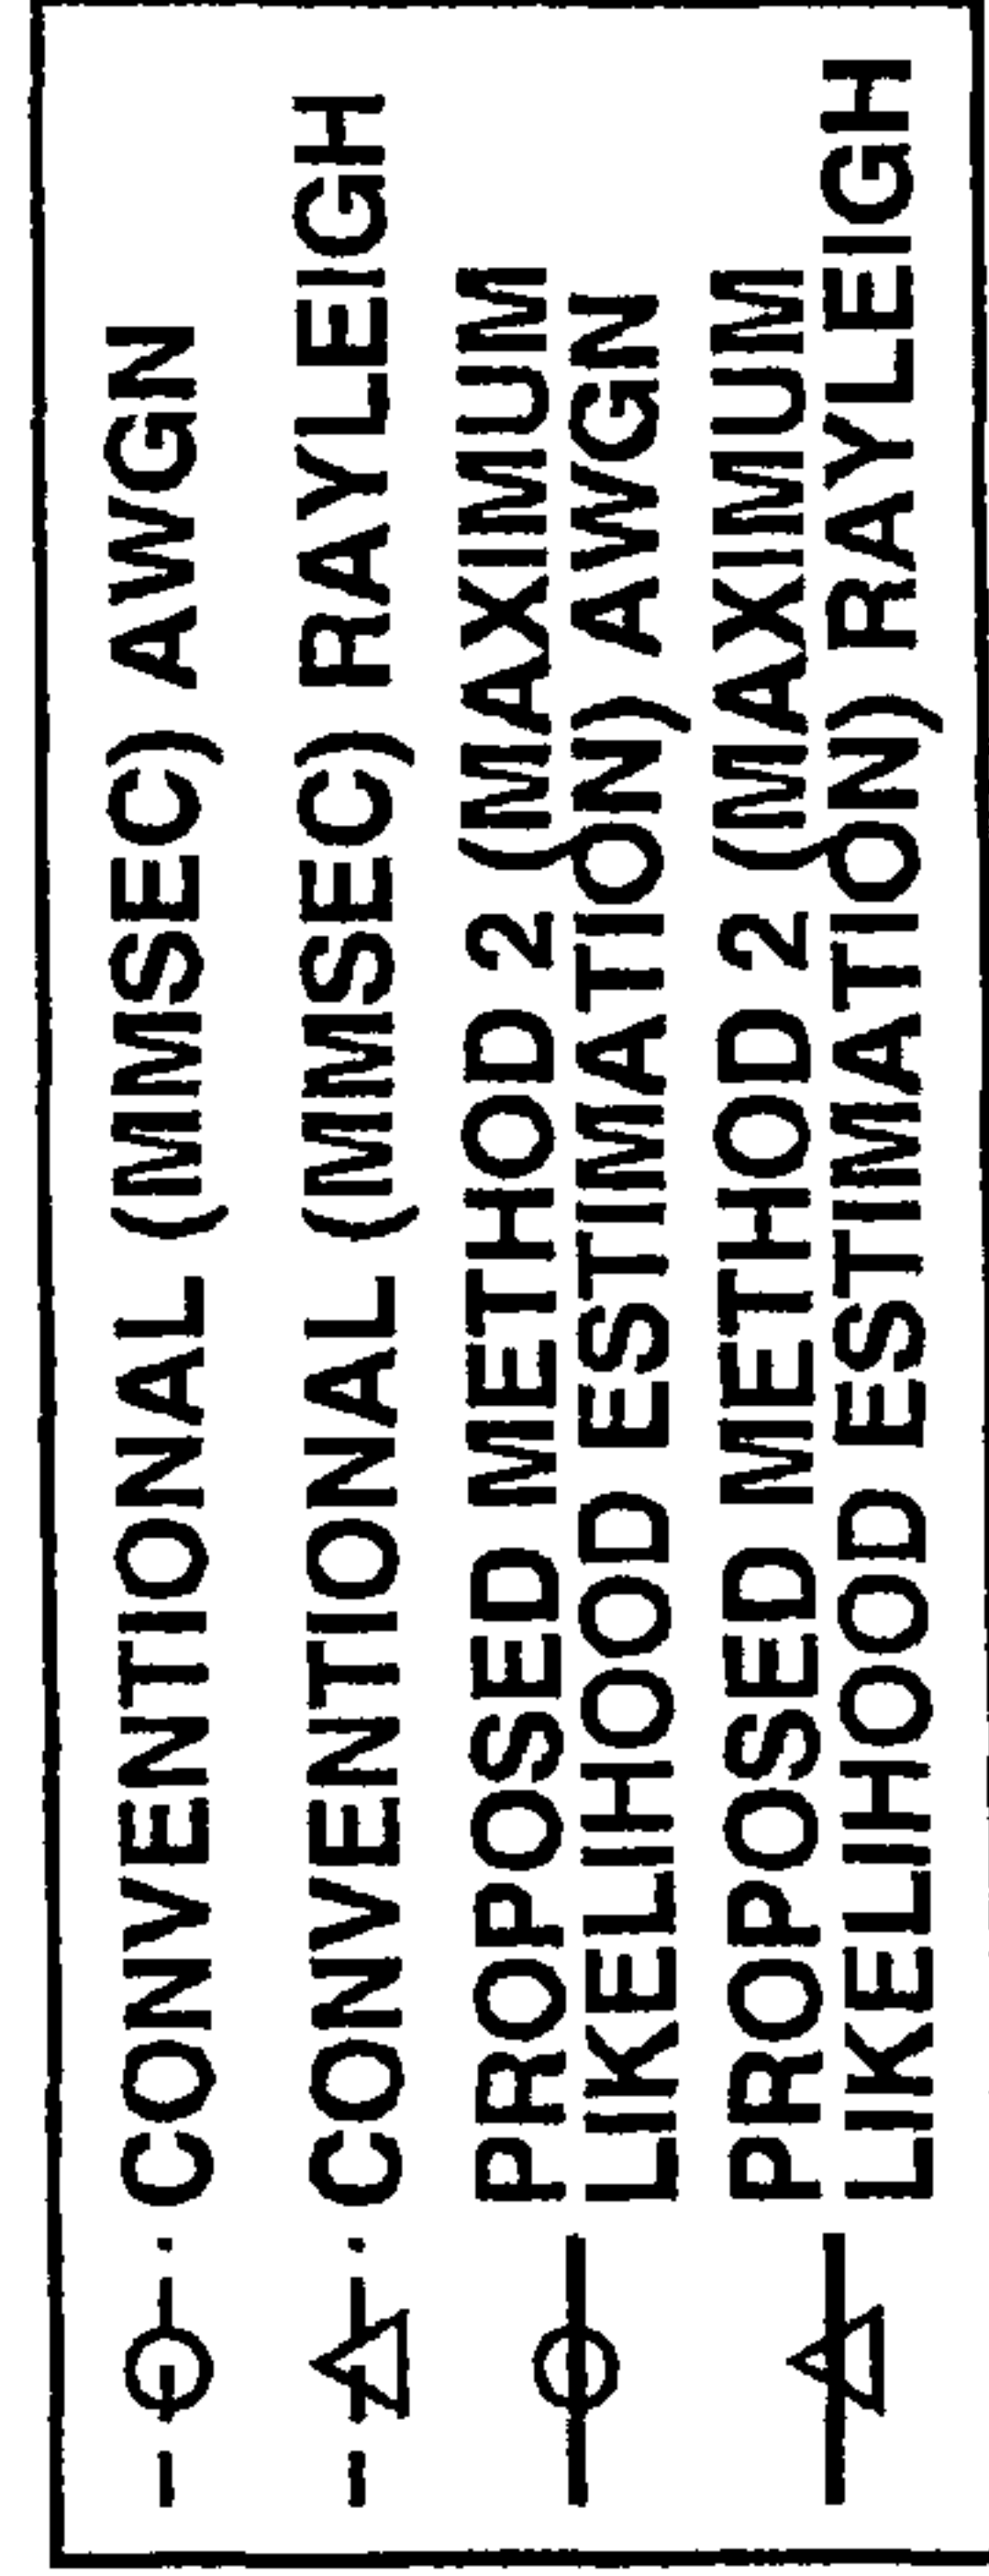 CONVENTIONAL (MMSEC) AWGN
CONVENTIONAL (MMSEC) RAYLEIGH
PROPOSED METHOD 2 (MAXIMUM
LIKELIHOOD ESTIMATION) AWGN
PROPOSED METHOD 2 (MAXIMUM
LIKELIHOOD ESTIMATION) RAYLEIGH